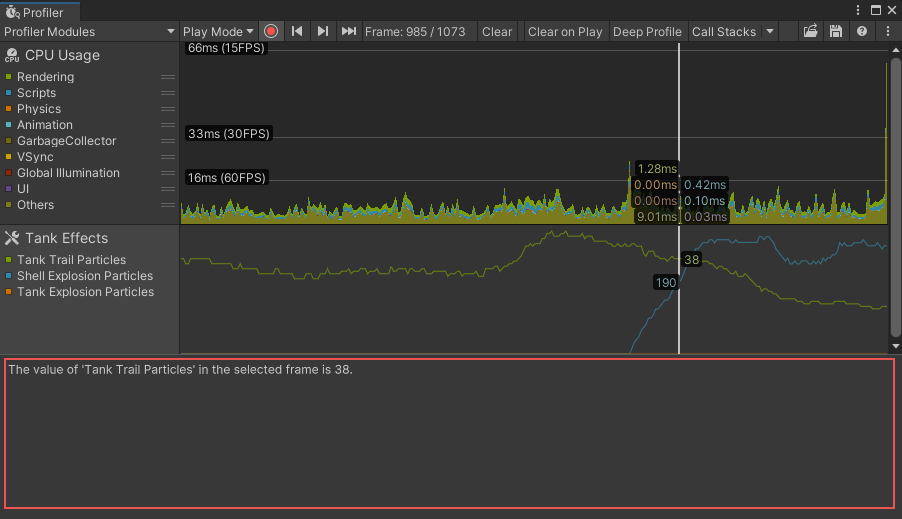 Profiler
Profiler Modules
Play Mode
Frame: 985 / 1073
Clear
Clear on Play
Deep Profile
Call Stacks
CPU Usage
Rendering
Scripts
Physics
Animation
GarbageCollector
VSync
Global Illumination
UI
Others
66ms (15FPS)
33ms (30FPS)
16ms (60FPS)
1.28ms
0.00ms 0.42ms
0.00ms 0.10ms
9.01ms 0.03ms
Tank Effects
Tank Trail Particles
Shell Explosion Particles
Tank Explosion Particles
38
190
The value of 'Tank Trail Particles' in the selected frame is 38.